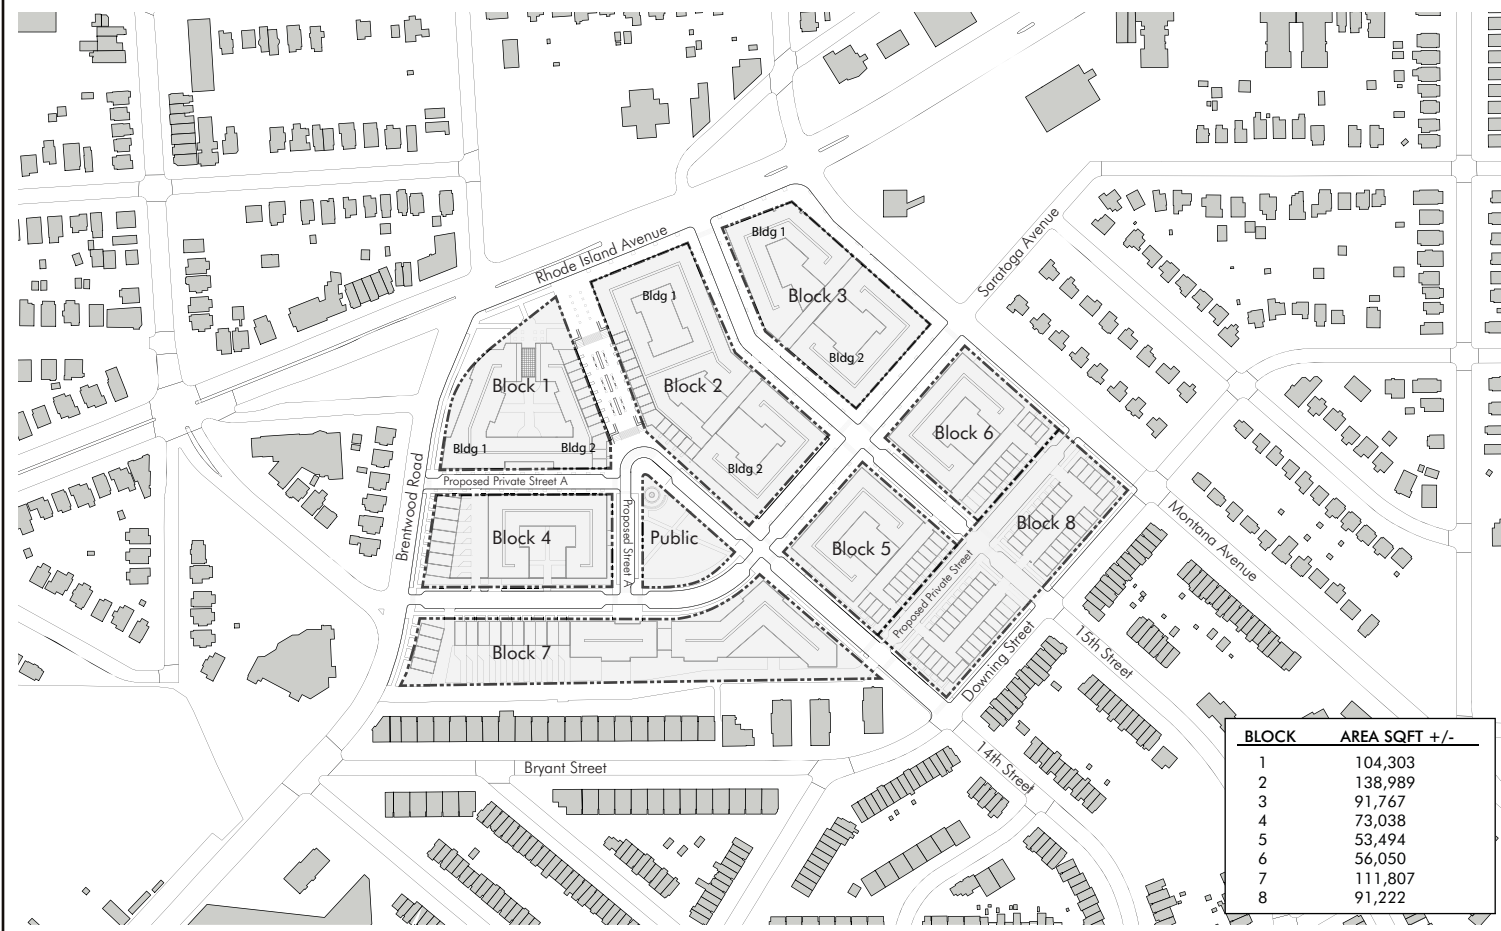 Rhode Island Avenue
Saratoga Avenue
Bldg 1
Block 3
Bldg 2
Bldg 1
Block 2
Bldg 2
Block 1
Bldg 1
Bldg 2
Proposed Private Street A
Brentwood Road
Block 4
Proposed Street A
Public
Block 6
Block 5
Block 8
Proposed Private Street
Montana Avenue
Block 7
Downing Street
15th Street
14th Street
Bryant Street
BLOCK AREA SQFT +/-
1 104,303
2 138,989
3 91,767
4 73,038
5 53,494
6 56,050
7 111,807
8 91,222